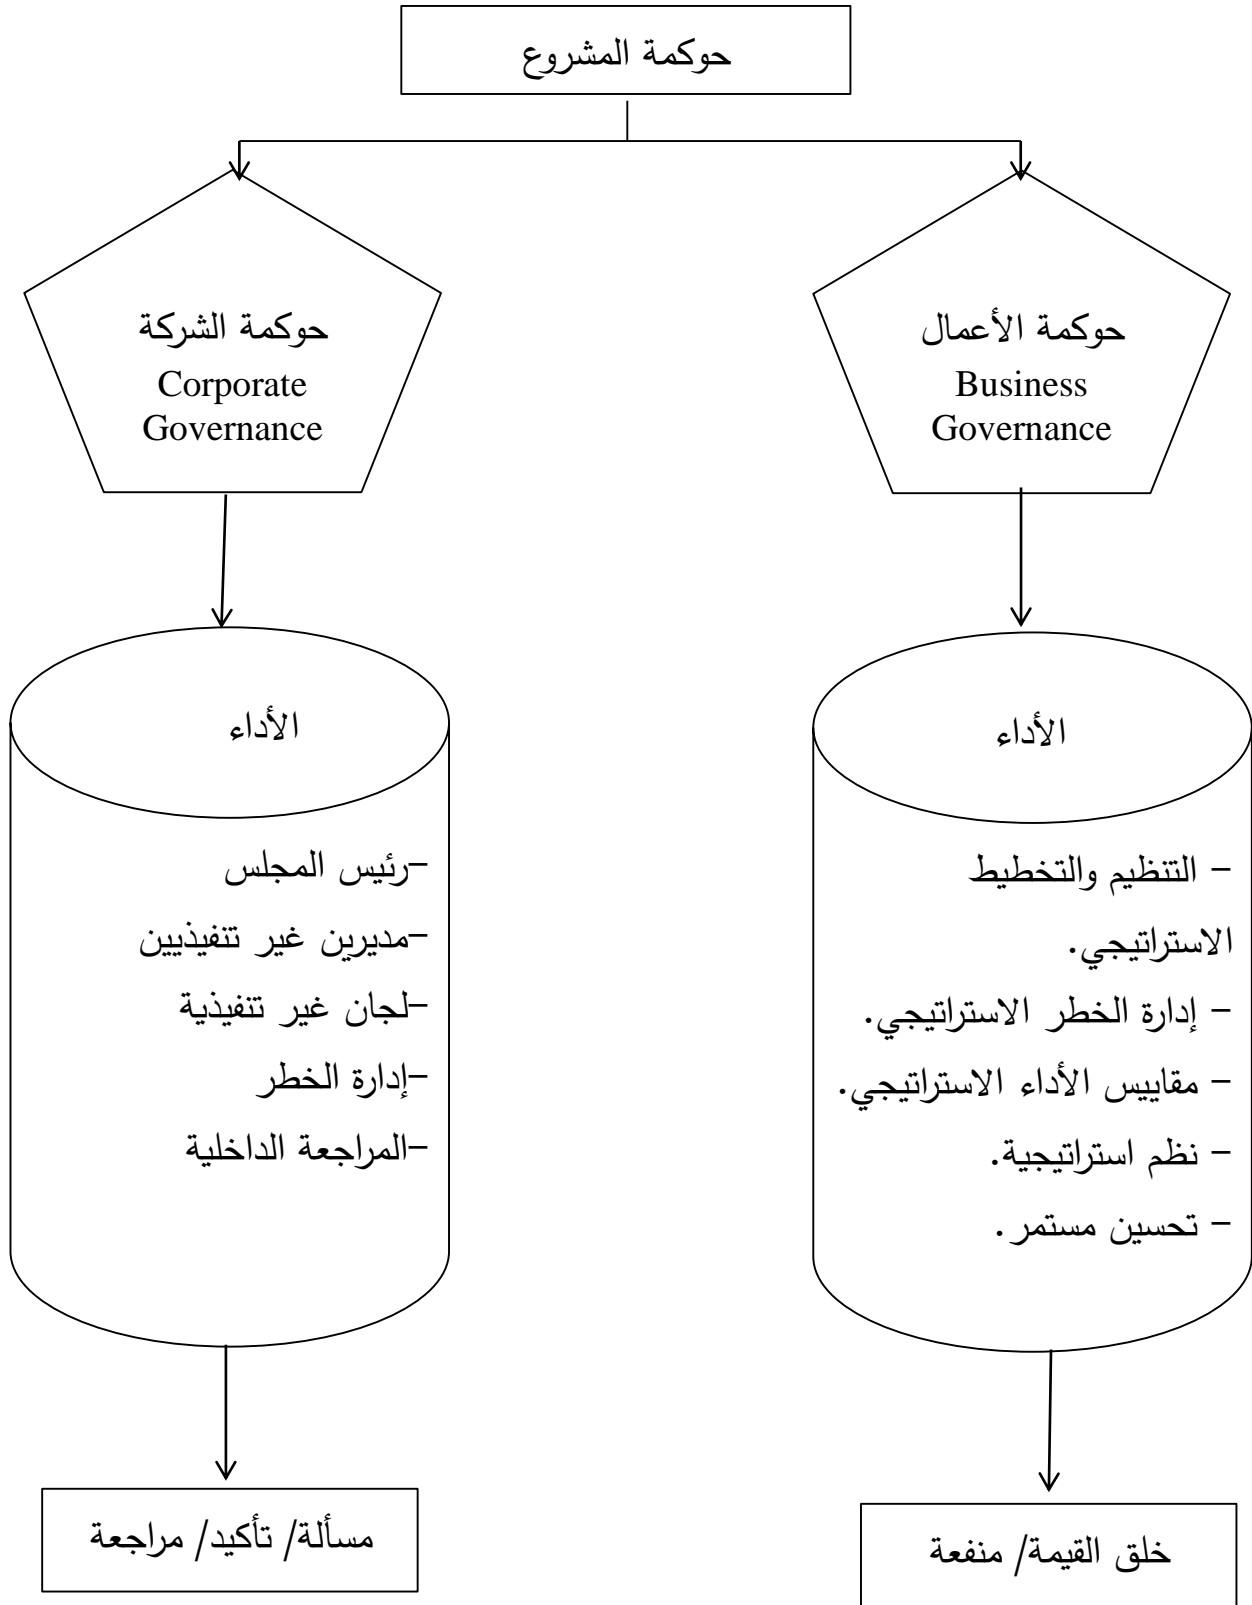 حوكمة المشروع
حوكمة الأعمال
Business
Governance
الأداء
- التنظيم والتخطيط
الاستراتيجي.
- إدارة الخطر الاستراتيجي.
- مقاييس الأداء الاستراتيجي.
- نظم استراتيجية.
- تحسين مستمر.
خلق القيمة/ منفعة
حوكمة الشركة
Corporate
Governance
الأداء
-رئيس المجلس
-مديرين غير تنفيذيين
-لجان غير تنفيذية
-إدارة الخطر
-المراجعة الداخلية
مسألة/ تأكيد/ مراجعة